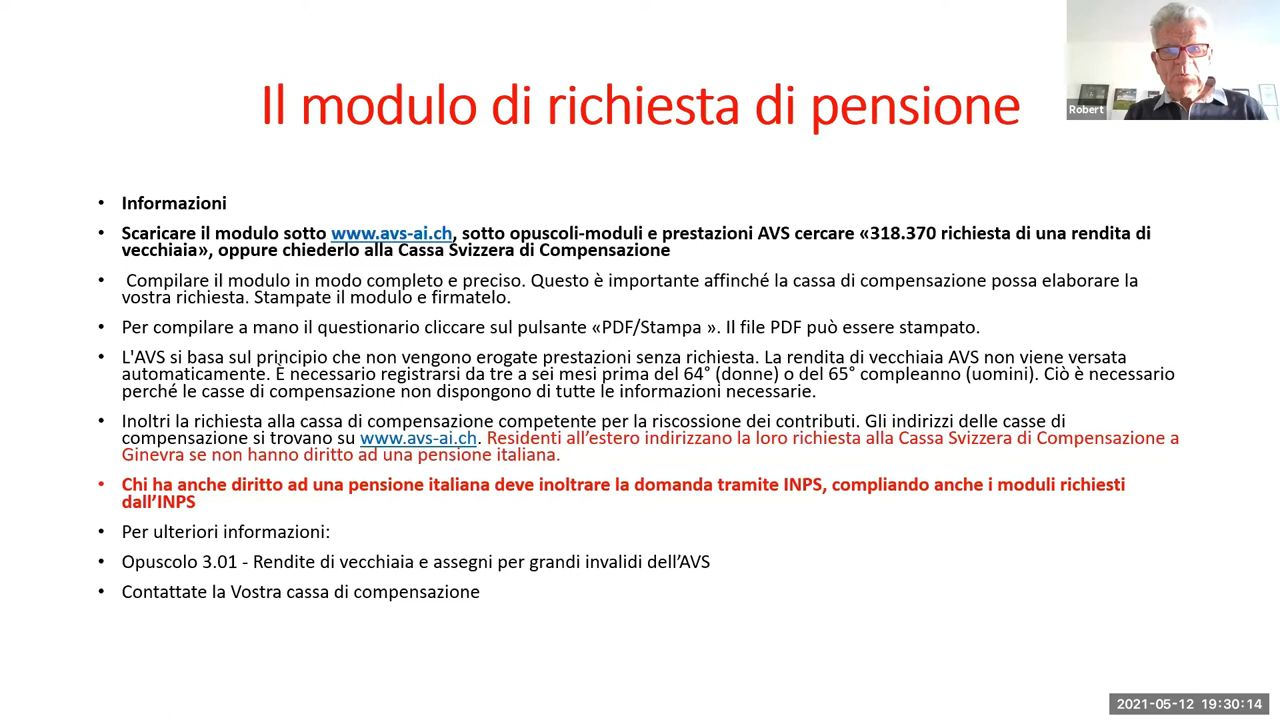 Il modulo di richiesta di pensione
Robert
• Informazioni
• Scaricare il modulo sotto www.avs-ai.ch, sotto opuscoli-moduli e prestazioni AVS cercare «318.370 richiesta di una rendita di
vecchiaia», oppure chiederlo alla Cassa Svizzera di Compensazione
• Compilare il modulo in modo completo e preciso. Questo è importante affinché la cassa di compensazione possa elaborare la
vostra richiesta. Stampate il modulo e firmatelo.
• Per compilare a mano il questionario cliccare sul pulsante «PDF/Stampa ». Il file PDF può essere stampato.
• L'AVS si basa sul principio che non vengono erogate prestazioni senza richiesta. La rendita di vecchiaia AVS non viene versata
automaticamente. È necessario registrarsi da tre a sei mesi prima del 64° (donne) o del 65° compleanno (uomini). Ciò è necessario
perché le casse di compensazione non dispongono di tutte le informazioni necessarie.
• Inoltri la richiesta alla cassa di compensazione competente per la riscossione dei contributi. Gli indirizzi delle casse di
compensazione si trovano su www.avs-ai.ch. Residenti all’estero indirizzano la loro richiesta alla Cassa Svizzera di Compensazione a
Ginevra se non hanno diritto ad una pensione italiana.
• Chi ha anche diritto ad una pensione italiana deve inoltrare la domanda tramite INPS, compliando anche i moduli richiesti
dall’INPS
• Per ulteriori informazioni:
• Opuscolo 3.01 - Rendite di vecchiaia e assegni per grandi invalidi dell’AVS
• Contattate la Vostra cassa di compensazione
2021-05-12 19:30:14